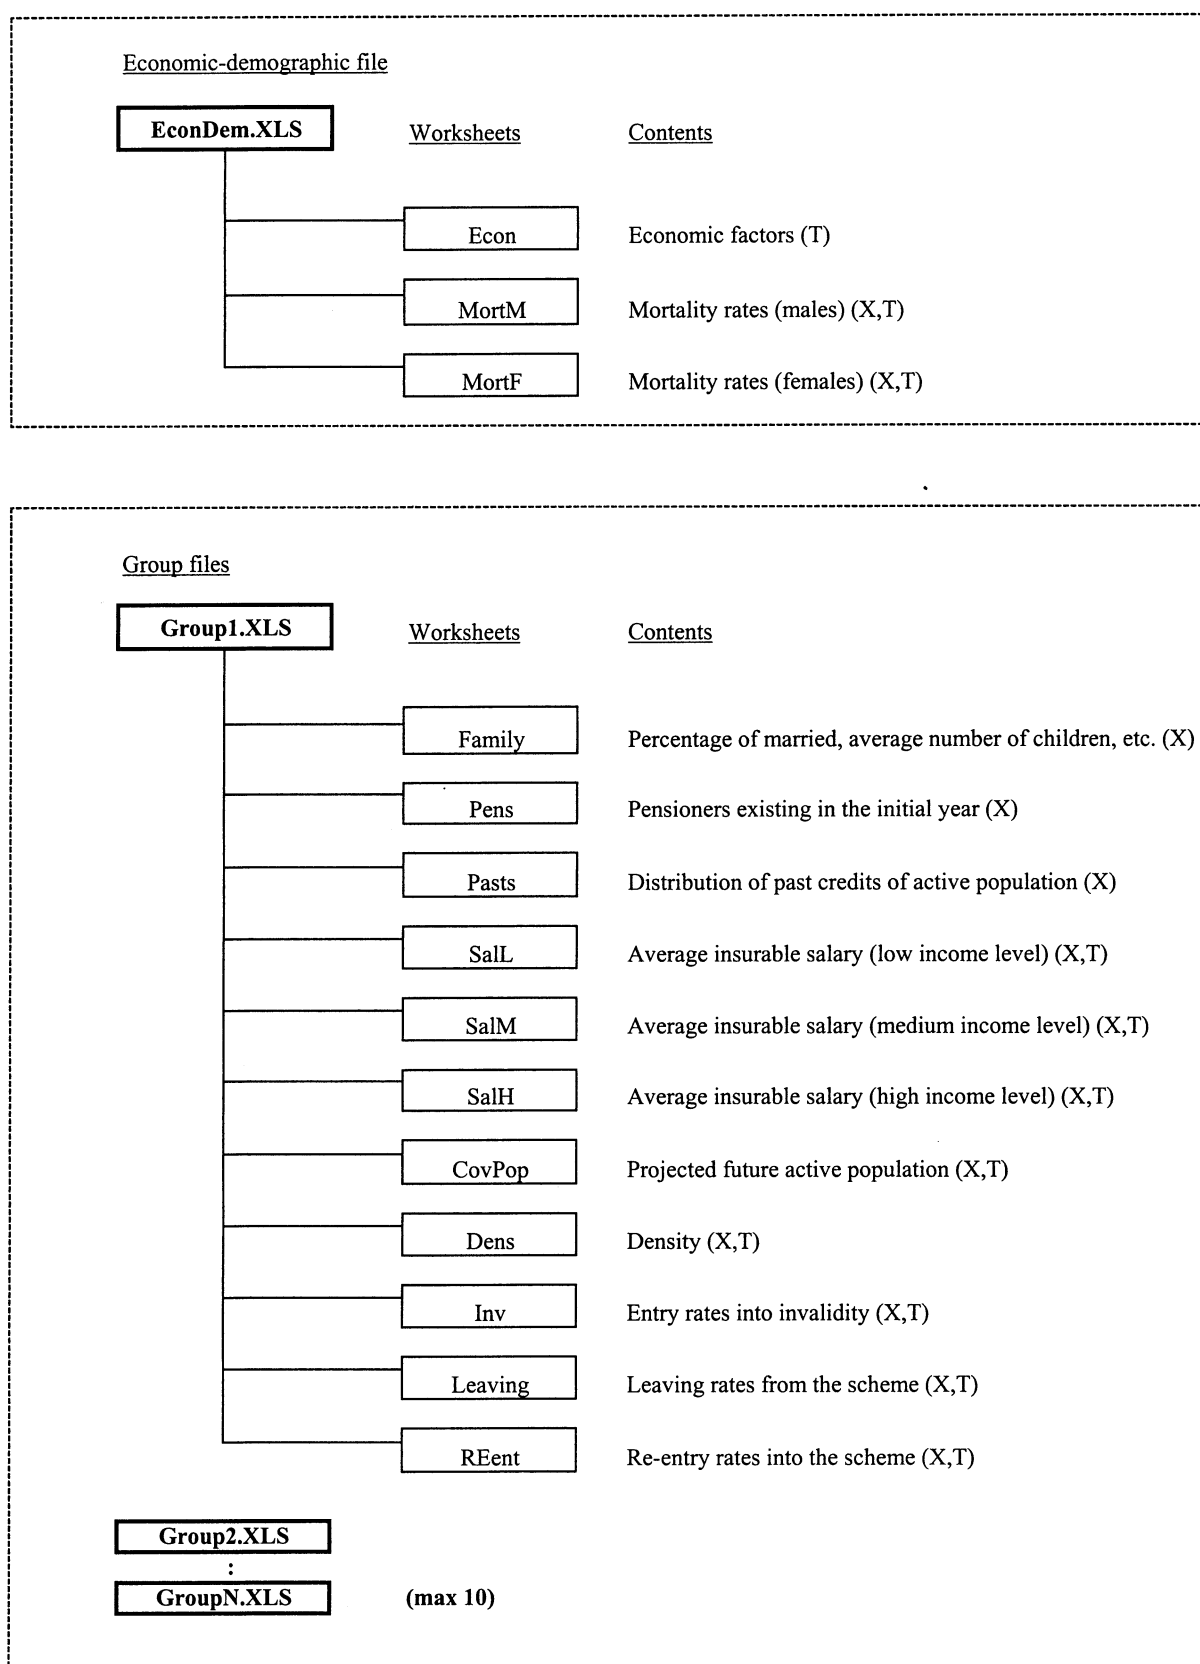 Economic-demographic file
EconDem.XLS Worksheets Contents
Econ Economic factors (T)
MortM Mortality rates (males) (X,T)
MortF Mortality rates (females) (X,T)
Group files
Group1.XLS Worksheets Contents
Family Percentage of married, average number of children, etc. (X)
Pens Pensioners existing in the initial year (X)
Pasts Distribution of past credits of active population (X)
SalL Average insurable salary (low income level) (X,T)
SalM Average insurable salary (medium income level) (X,T)
SalH Average insurable salary (high income level) (X,T)
CovPop Projected future active population (X,T)
Dens Density (X,T)
Inv Entry rates into invalidity (X,T)
Leaving Leaving rates from the scheme (X,T)
REent Re-entry rates into the scheme (X,T)
Group2.XLS
:
GroupN.XLS (max 10)